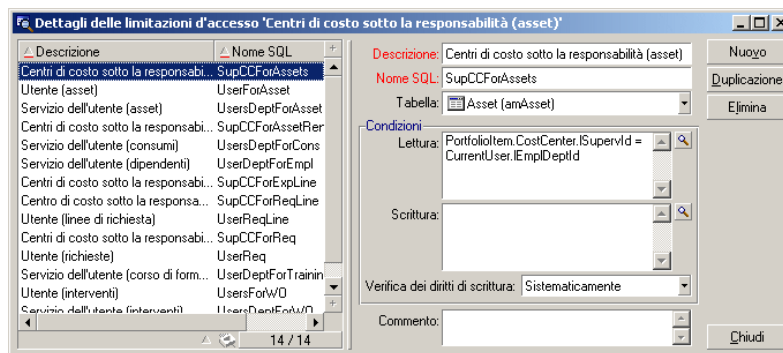 Dettagli delle limitazioni d'accesso 'Centri di costo sotto la responsabilità (asset)'
Descrizione Nome SQL
Centri di costo sotto la responsabi... SupCCForAssets
Utente (asset) UserForAsset
Servizio dell'utente (asset) UsersDeptForAsset
Centri di costo sotto la responsabi... SupCCForAssetRer
Servizio dell'utente (consumi) UsersDeptForCons
Servizio dell'utente (dipendenti) UserDeptForEmpl
Centri di costo sotto la responsabi... SupCCForExpLine
Centro di costo sotto la responsa... SupCCForReqLine
Utente (linee di richiesta) UserReqLine
Centri di costo sotto la responsabi... SupCCForReq
Utente (richieste) UserReq
Servizio dell'utente (corso di form... UserDeptForTrainin
Utente (interventi) UsersForWO
Servizio dell'utente (interventi) UsersDeptForWO
14 / 14
Descrizione: Centri di costo sotto la responsabilità (asset)
Nome SQL: SupCCForAssets
Tabella: Asset (amAsset)
Condizioni
Lettura: PortfolioItem.CostCenter.lSupervId =
CurrentUser.lEmplDeptId
Scrittura:
Verifica dei diritti di scrittura: Sistematicamente
Commento:
Nuovo
Duplicazione
Elimina
Chiudi